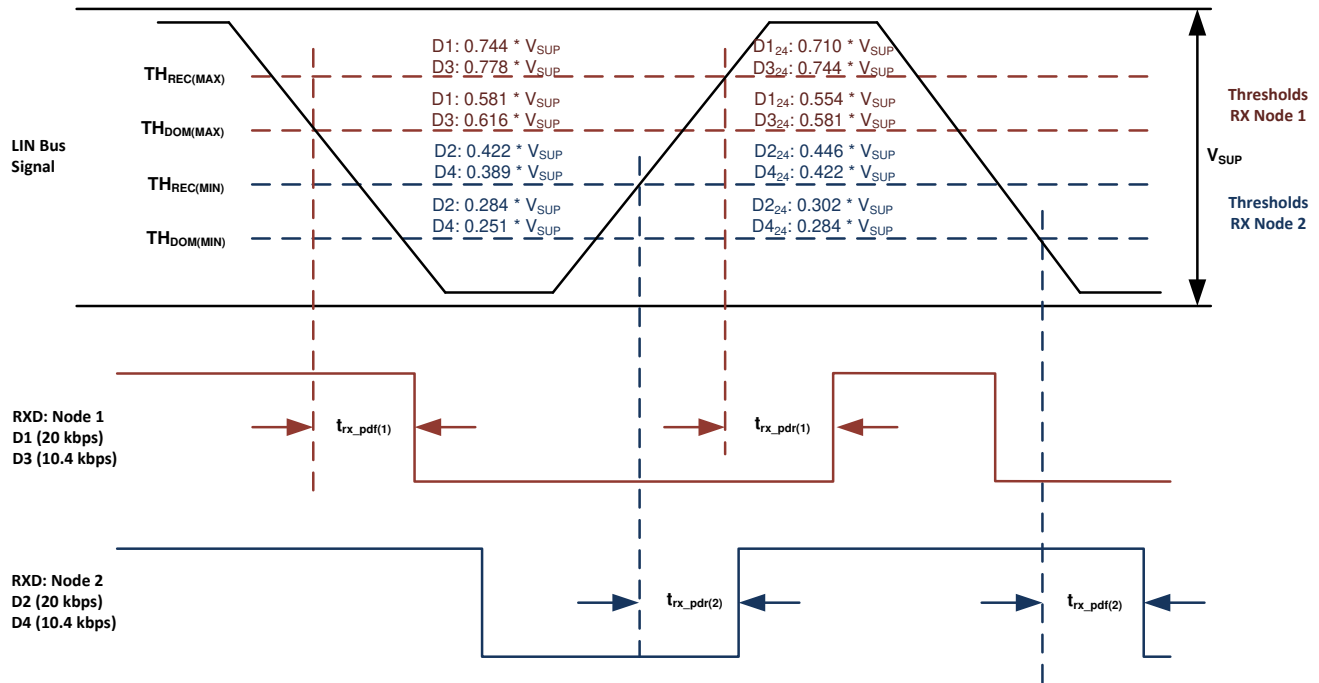 D1: 0.744 * VSUP
D3: 0.778 * VSUP
D124: 0.710 * VSUP
D324: 0.744 * VSUP
THREC(MAX)
D1: 0.581 * VSUP
D3: 0.616 * VSUP
D124: 0.554 * VSUP
D324: 0.581 * VSUP
Thresholds
RX Node 1
THDOM(MAX)
LIN Bus
Signal
D2: 0.422 * VSUP
D4: 0.389 * VSUP
D224: 0.446 * VSUP
D424: 0.422 * VSUP
VSUP
THREC(MIN)
D2: 0.284 * VSUP
D4: 0.251 * VSUP
D224: 0.302 * VSUP
D424: 0.284 * VSUP
Thresholds
RX Node 2
THDOM(MIN)
RXD: Node 1
D1 (20 kbps)
D3 (10.4 kbps)
trx_pdf(1)
trx_pdr(1)
RXD: Node 2
D2 (20 kbps)
D4 (10.4 kbps)
trx_pdr(2)
trx_pdf(2)